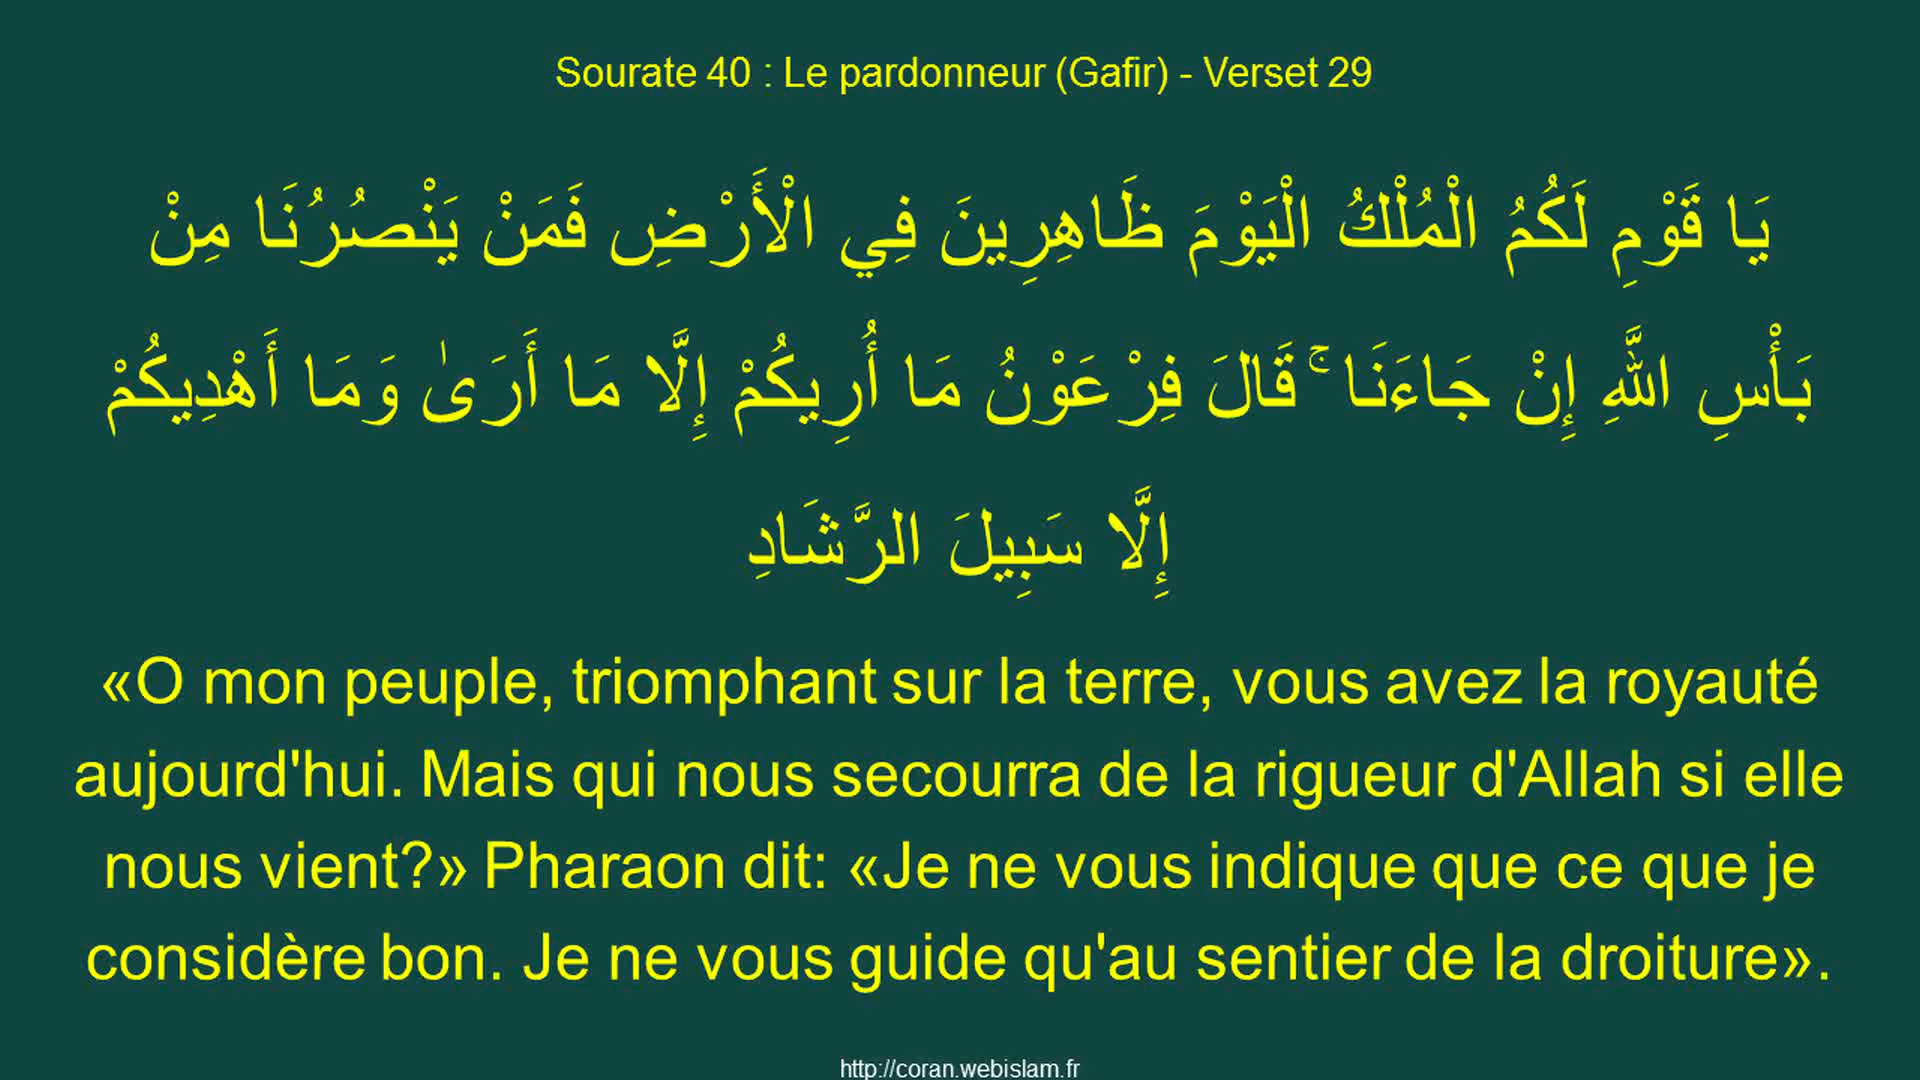 Sourate 40 : Le pardonneur (Gafir) - Verset 29
يَا قَوْمِ لَكُمُ الْمُلْكُ الْيَوْمَ ظَاهِرِينَ فِي الْأَرْضِ فَمَنْ يَنْصُرُنَا مِنْ
بَأْسِ اللَّهِ إِنْ جَاءَنَا ۚ قَالَ فِرْعَوْنُ مَا أُرِيكُمْ إِلَّا مَا أَرَىٰ وَمَا أَهْدِيكُمْ
إِلَّا سَبِيلَ الرَّشَادِ
«O mon peuple, triomphant sur la terre, vous avez la royauté
aujourd'hui. Mais qui nous secourra de la rigueur d'Allah si elle
nous vient?» Pharaon dit: «Je ne vous indique que ce que je
considère bon. Je ne vous guide qu'au sentier de la droiture».
http://coran.webislam.fr